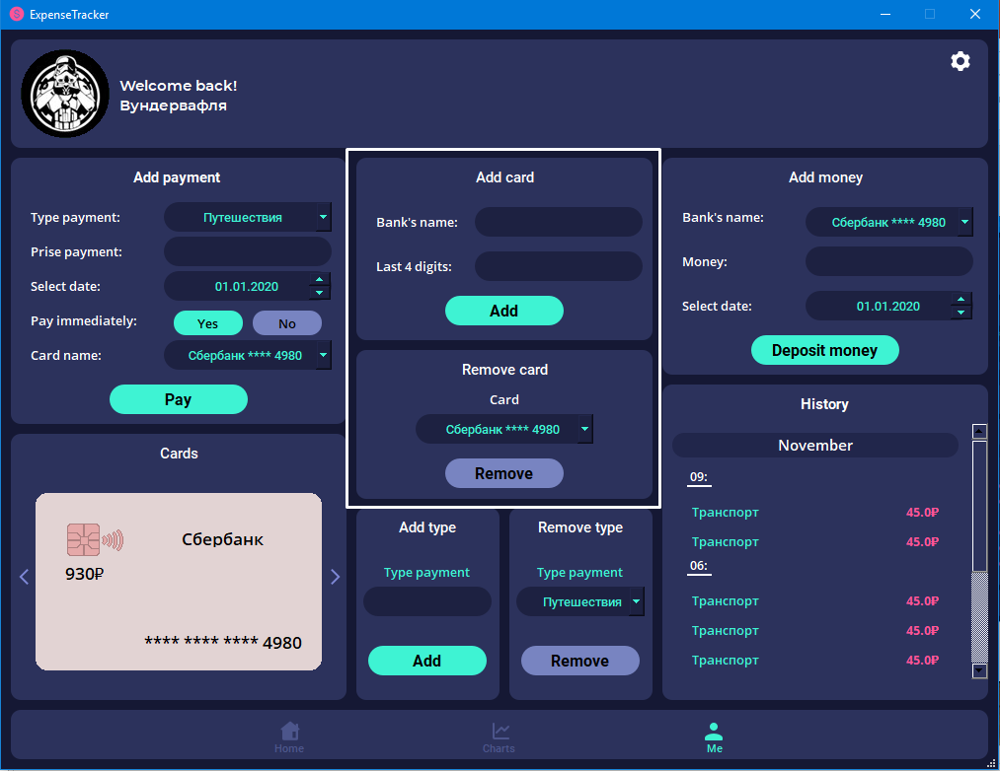 ExpenseTracker
Welcome back!
Вундервафля
Add payment
Type payment:
Путешествия
Prise payment:
Select date:
01.01.2020
Pay immediately:
Yes
No
Card name:
Сбербанк **** 4980
Pay
Add card
Bank's name:
Last 4 digits:
Add
Remove card
Card
Сбербанк **** 4980
Remove
Add money
Bank's name:
Сбербанк **** 4980
Money:
Select date:
01.01.2020
Deposit money
Cards
Сбербанк
930₽
**** **** **** 4980
Add type
Type payment
Add
Remove type
Type payment
Путешествия
Remove
History
November
09:
Транспорт 45.0₽
Транспорт 45.0₽
06:
Транспорт 45.0₽
Транспорт 45.0₽
Транспорт 45.0₽
Home
Charts
Me